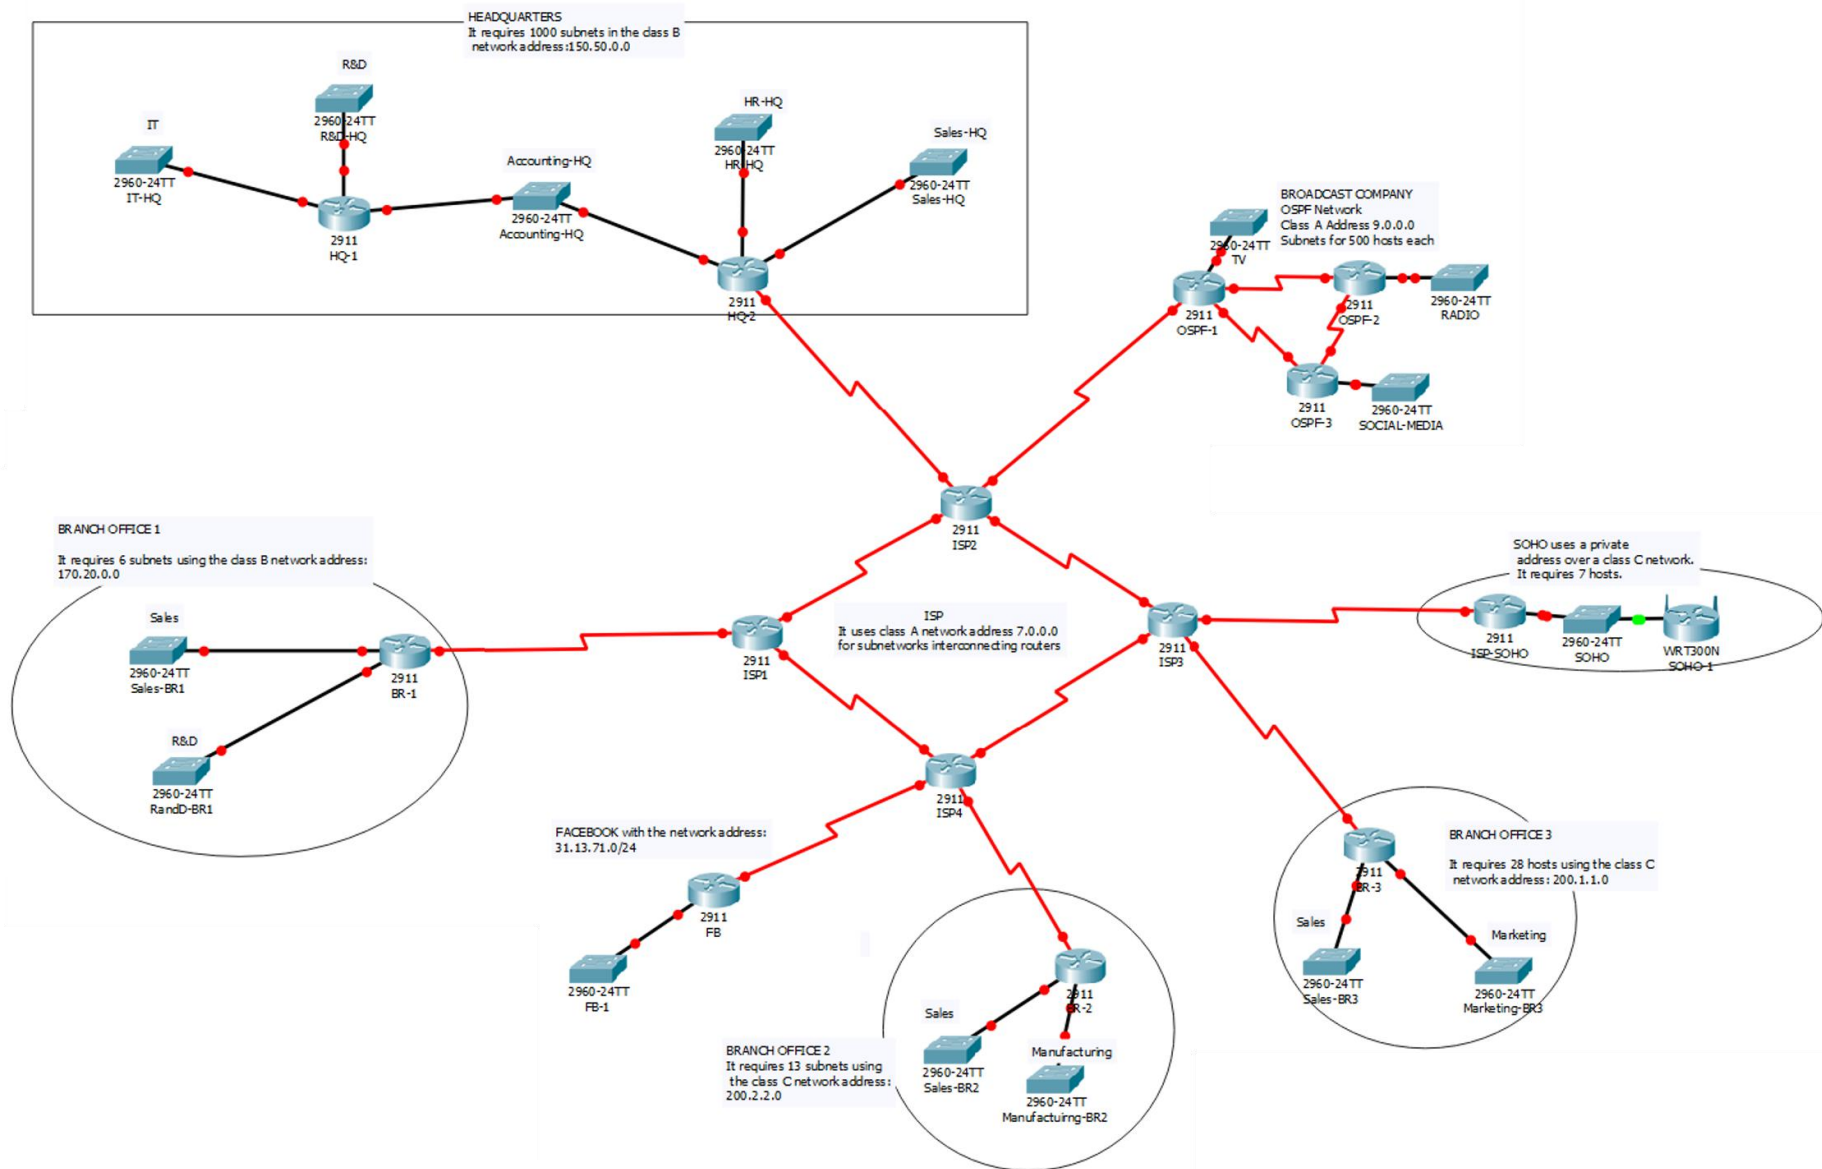 HEADQUARTERS
It requires 1000 subnets in the class B
network address:150.50.0.0
R&D
2960-24TT
R&D-HQ
IT
2960-24TT
IT-HQ
2911
HQ-1
Accounting-HQ
2960-24TT
Accounting-HQ
HR-HQ
2960-24TT
HR-HQ
Sales-HQ
2960-24TT
Sales-HQ
2911
HQ-2
BROADCAST COMPANY
OSPF Network
Class A Address 9.0.0.0
Subnets for 500 hosts each
2960-24TT
TV
2911
OSPF-1
2911
OSPF-2
2960-24TT
RADIO
2911
OSPF-3
2960-24TT
SOCIAL-MEDIA
2911
ISP2
BRANCH OFFICE 1
It requires 6 subnets using the class B network address:
170.20.0.0
Sales
2960-24TT
Sales-BR1
2911
BR-1
R&D
2960-24TT
RandD-BR1
2911
ISP1
ISP
It uses class A network address 7.0.0.0
for subnetworks interconnecting routers
2911
ISP3
SOHO uses a private
address over a class C network.
It requires 7 hosts.
2911
ISP-SOHO
2960-24TT
SOHO
WRT300N
SOHO-1
2911
ISP4
FACEBOOK with the network address:
31.13.71.0/24
2911
FB
2960-24TT
FB-1
BRANCH OFFICE 2
It requires 13 subnets using
the class C network address:
200.2.2.0
2911
BR-2
Sales
2960-24TT
Sales-BR2
Manufacturing
2960-24TT
Manufactuirng-BR2
BRANCH OFFICE 3
It requires 28 hosts using the class C
network address: 200.1.1.0
2911
BR-3
Sales
2960-24TT
Sales-BR3
Marketing
2960-24TT
Marketing-BR3